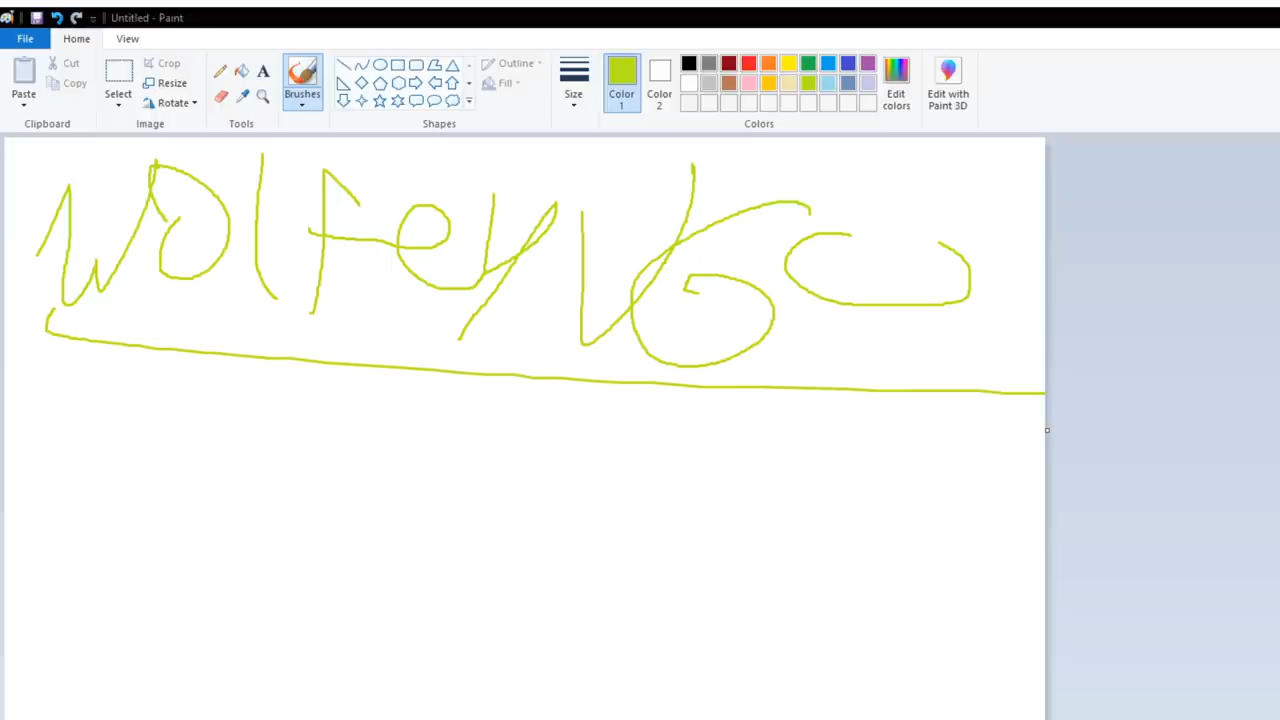 Untitled - Paint
File Home View
Paste
Cut
Copy
Clipboard
Select
Crop
Resize
Rotate
Image
Tools
Brushes
Shapes
Outline
Fill
Size
Color 1
Color 2
Colors
Edit colors
Edit with Paint 3D